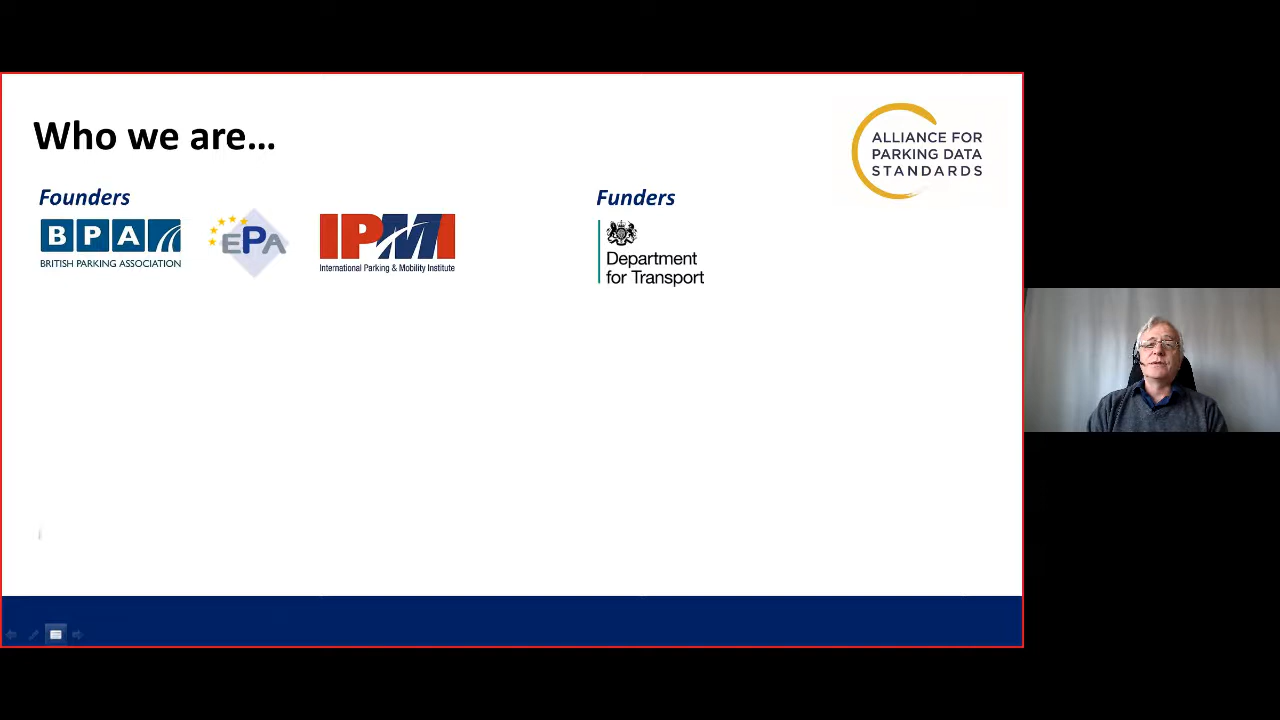 Who we are...
ALLIANCE FOR
PARKING DATA
STANDARDS
Founders
Funders
BPA
BRITISH PARKING ASSOCIATION
EPA
IPMI
International Parking & Mobility Institute
Department
for Transport